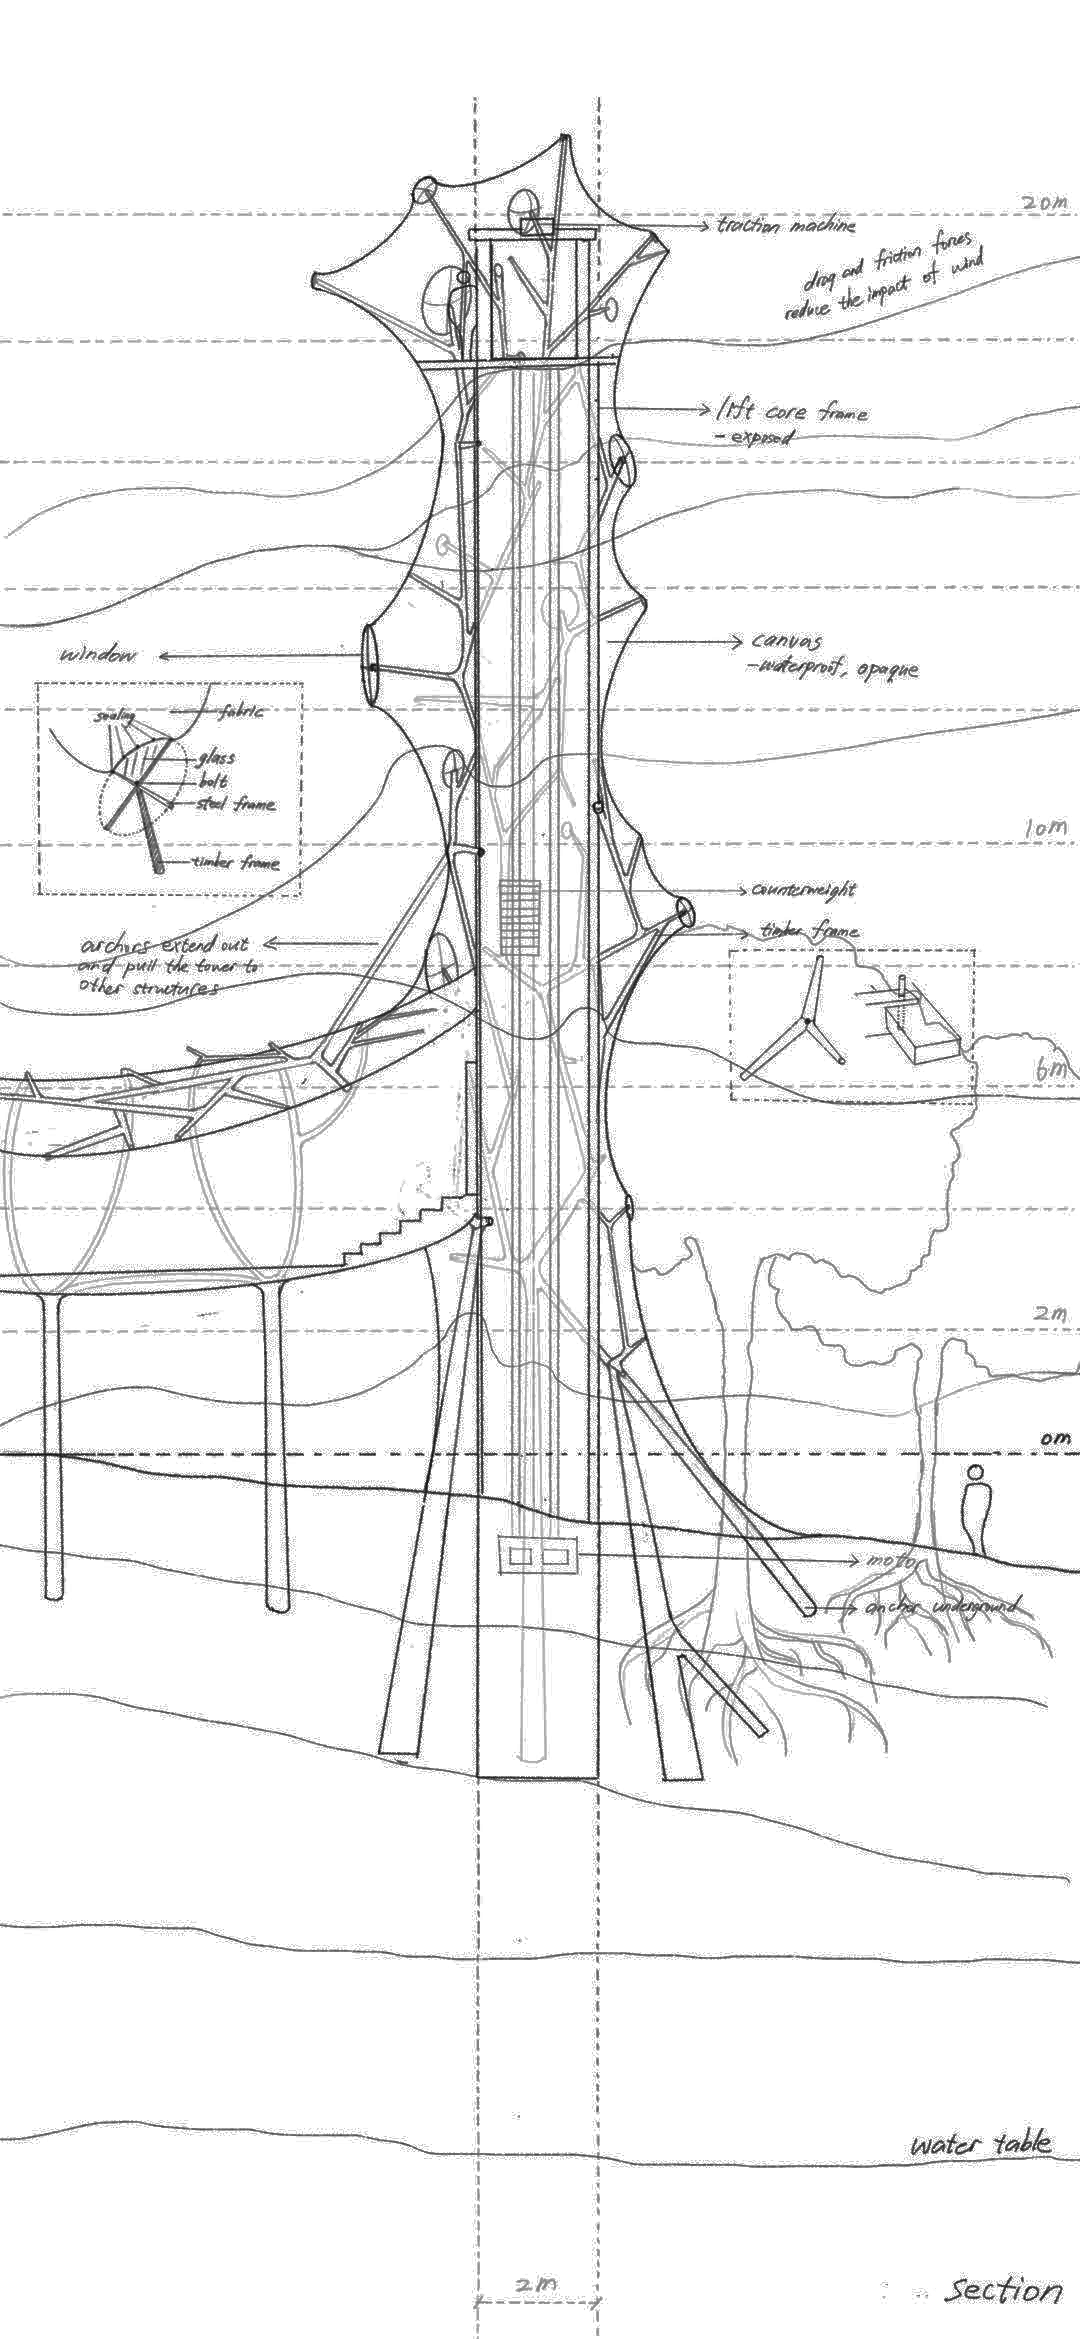 20m
traction machine
drag and friction forces
reduce the impact of wind
lift core frame
- exposed
window
canvas
-waterproof, opaque
sealing
fabric
glass
bolt
steel frame
timber frame
10m
counterweight
timber frame
anchors extend out
and pull the tower to
other structures
6m
2m
0m
motor
anchor underground
water table
2m
section